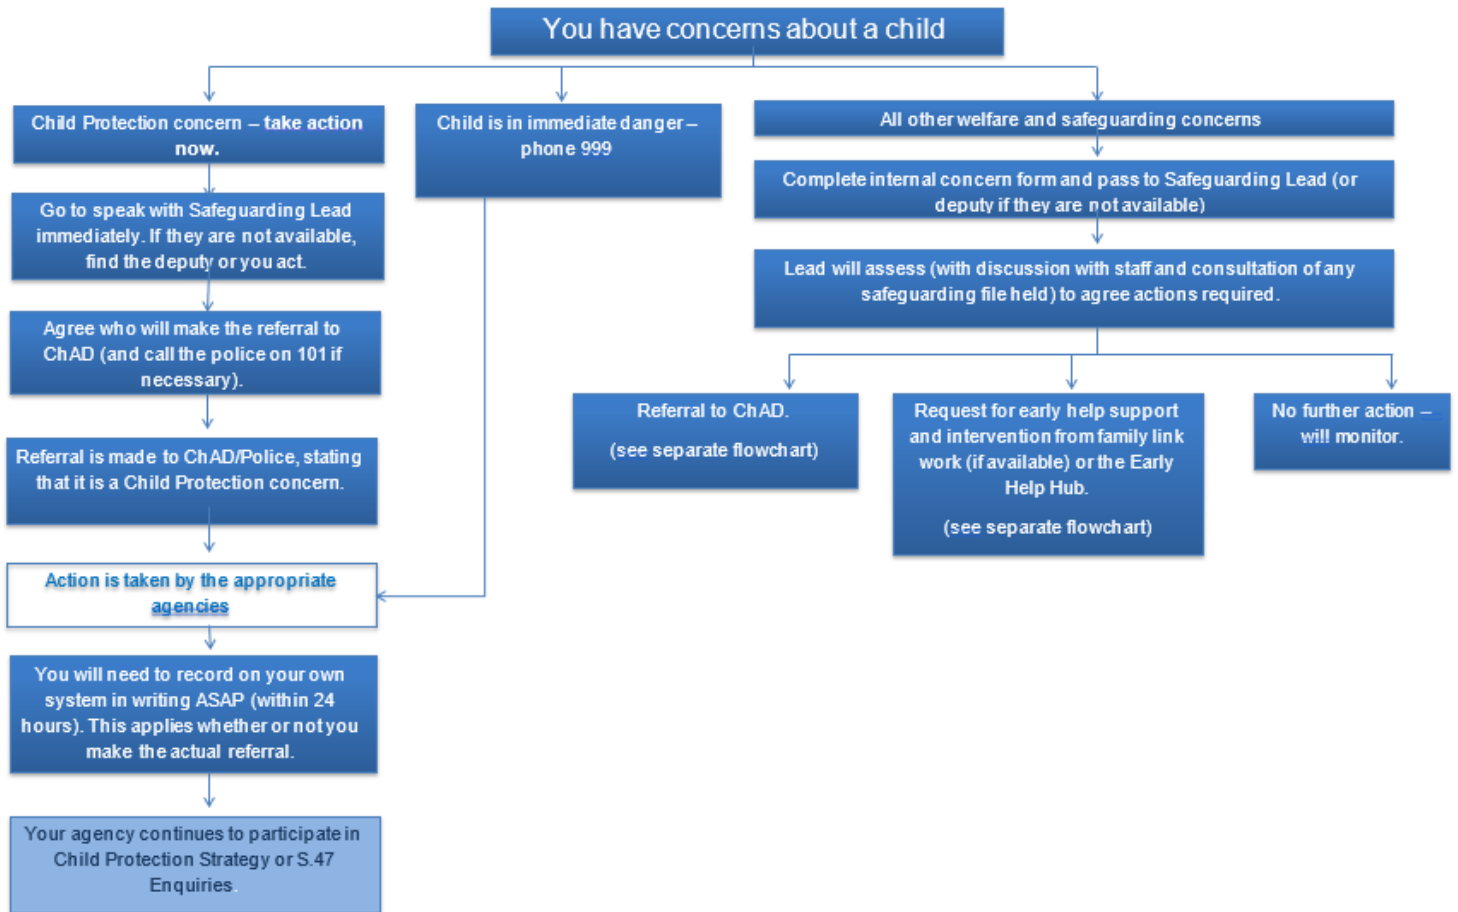 You have concerns about a child
Child Protection concern – take action
now.
Go to speak with Safeguarding Lead
immediately. If they are not available,
find the deputy or you act.
Agree who will make the referral to
ChAD (and call the police on 101 if
necessary).
Referral is made to ChAD/Police, stating
that it is a Child Protection concern.
Action is taken by the appropriate
agencies
You will need to record on your own
system in writing ASAP (within 24
hours). This applies whether or not you
make the actual referral.
Your agency continues to participate in
Child Protection Strategy or S.47
Enquiries.
Child is in immediate danger –
phone 999
All other welfare and safeguarding concerns
Complete internal concern form and pass to Safeguarding Lead (or
deputy if they are not available)
Lead will assess (with discussion with staff and consultation of any
safeguarding file held) to agree actions required.
Referral to ChAD.
(see separate flowchart)
Request for early help support
and intervention from family link
work (if available) or the Early
Help Hub.
(see separate flowchart)
No further action –
will monitor.